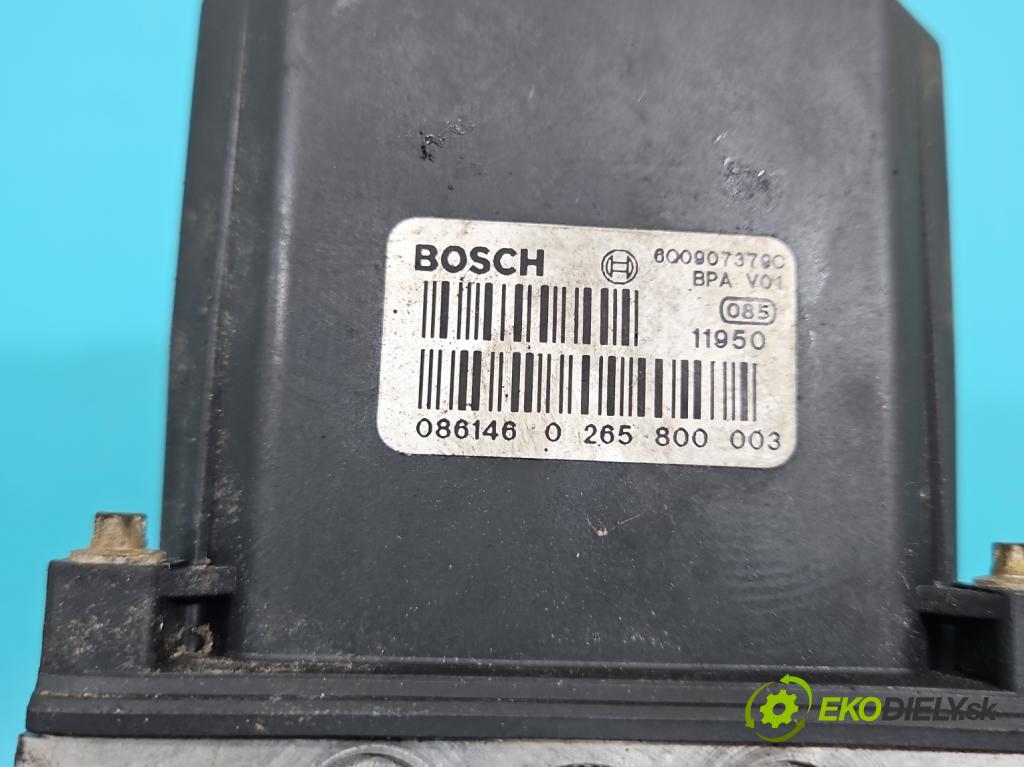 BOSCH
6Q0907379C
BPA V01
085
11950
086146 0 265 800 003
EKODIELY.sk